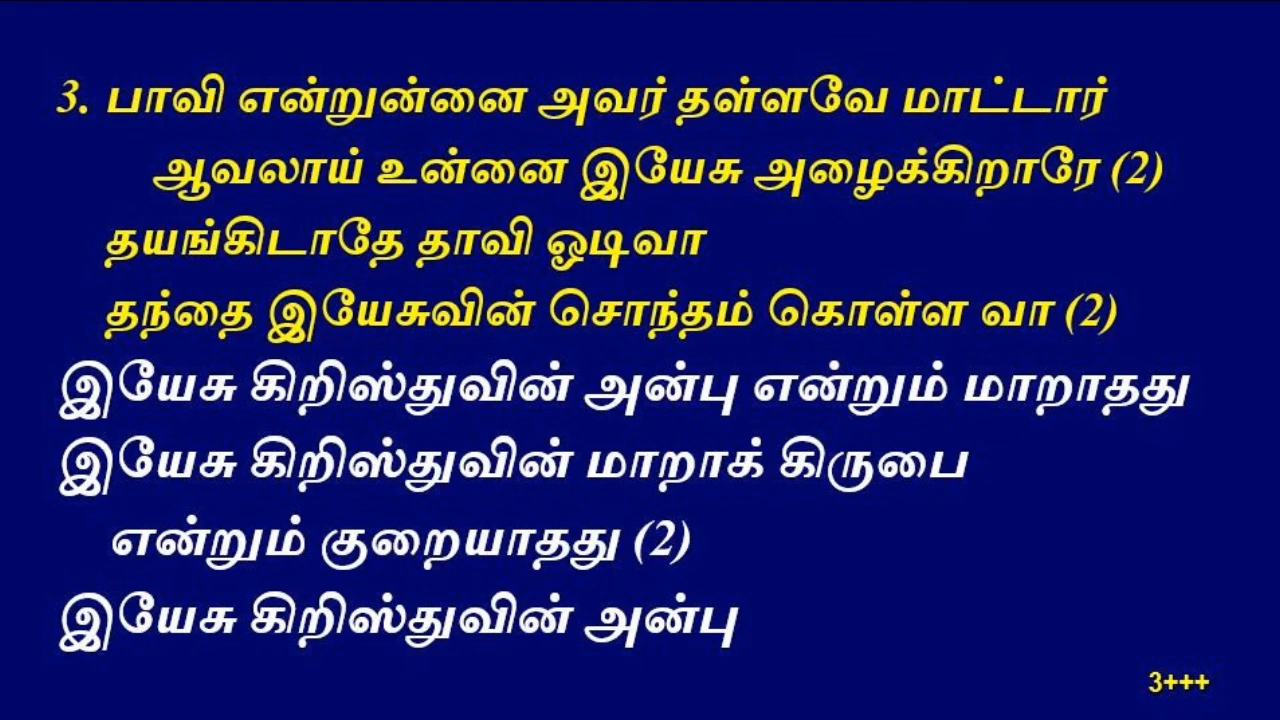 3. பாவி என்றுன்னை அவர் தள்ளவே மாட்டார்
ஆவலாய் உன்னை இயேசு அழைக்கிறாரே (2)
தயங்கிடாதே தாவி ஓடிவா
தந்தை இயேசுவின் சொந்தம் கொள்ள வா (2)
இயேசு கிறிஸ்துவின் அன்பு என்றும் மாறாதது
இயேசு கிறிஸ்துவின் மாறாக் கிருபை
என்றும் குறையாதது (2)
இயேசு கிறிஸ்துவின் அன்பு
3+++